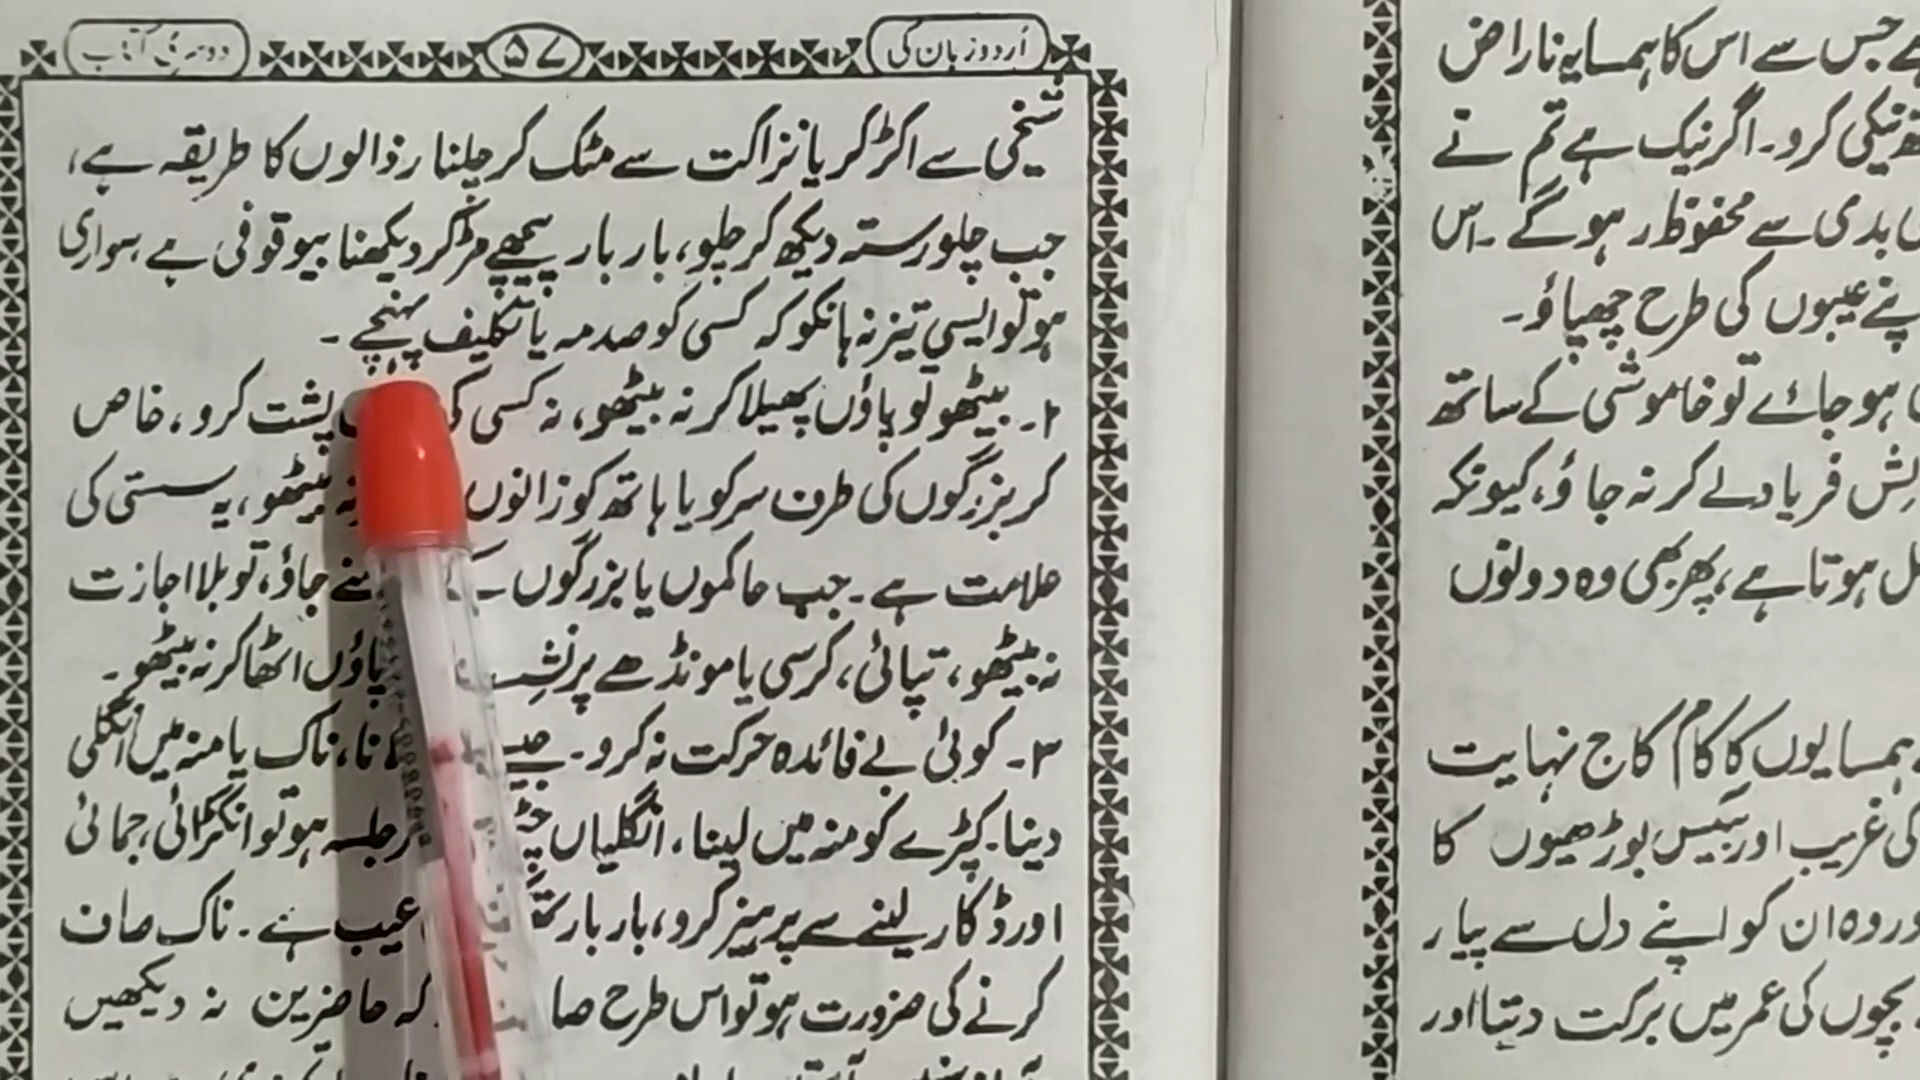 اُردو زبان کی
۵۷
دوسری کتاب
شیخی سے اکڑ کر یا نزاکت سے مٹک کر چلنا رذالوں کا طریقہ ہے،
جب چلو رستہ دیکھ کر چلو، بار بار پیچھے مڑ کر دیکھنا بیوقوفی ہے سواری
ہو تو ایسی تیز نہ ہانکو کہ کسی کو صدمہ یا تکلیف پہنچے ۔
۲۔ بیٹھو تو پاؤں پھیلا کر نہ بیٹھو، نہ کسی پشت کرو، خاص
کر بزرگوں کی طرف سر کو یا ہاتھ کو زانوں نہ بیٹھو، یہ سستی کی
علامت ہے ۔ جب حاکموں یا بزرگوں جاؤ، تو بلا اجازت
نہ بیٹھو، تپائی، کرسی یا مونڈھے پر پاؤں اٹھا کر نہ بیٹھو ۔
۳۔ کوئی بے فائدہ حرکت نہ کرو ۔ جیسے ناک یا منہ میں انگلی
دینا ۔ کپڑے کو منہ میں لینا، انگلیاں جلسہ ہو تو انگڑائی، جمائی
اور ڈکار لینے سے پرہیز کرو، بار بار عیب ہے ۔ ناک صاف
کرنے کی ضرورت ہو تو اس طرح کہ حاضرین نہ دیکھیں
ہے جس سے اس کا ہمسایہ ناراض
نیکی کرو ۔ اگر نیک ہے تم نے
بدی سے محفوظ رہو گے ۔ اس
عیبوں کی طرح چھپاؤ ۔
ہو جائے تو خاموشی کے ساتھ
فریاد لے کر نہ جاؤ، کیونکہ
ہوتا ہے، پھر بھی وہ دونوں
ہمسایوں کا کام کاج نہایت
کی غریب اور بیکس بوڑھیوں کا
اور وہ ان کو اپنے دل سے پیار
بچوں کی عمر میں برکت دیتا اور